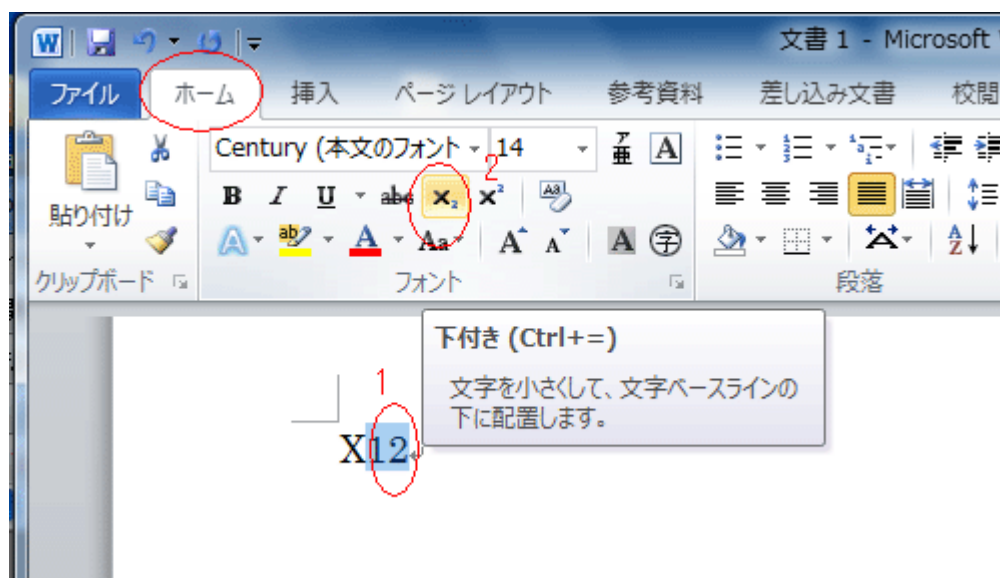 文書 1 - Microsoft
ファイル ホーム 挿入 ページ レイアウト 参考資料 差し込み文書 校閲
Century (本文のフォント 14 ア亜 A
2
貼り付け B I U abc x₂ x² Aa
ab A Aa A A A 字 A Z
クリップボード フォント 段落
下付き (Ctrl+=)
文字を小さくして、文字ベースラインの
下に配置します。
1
X12